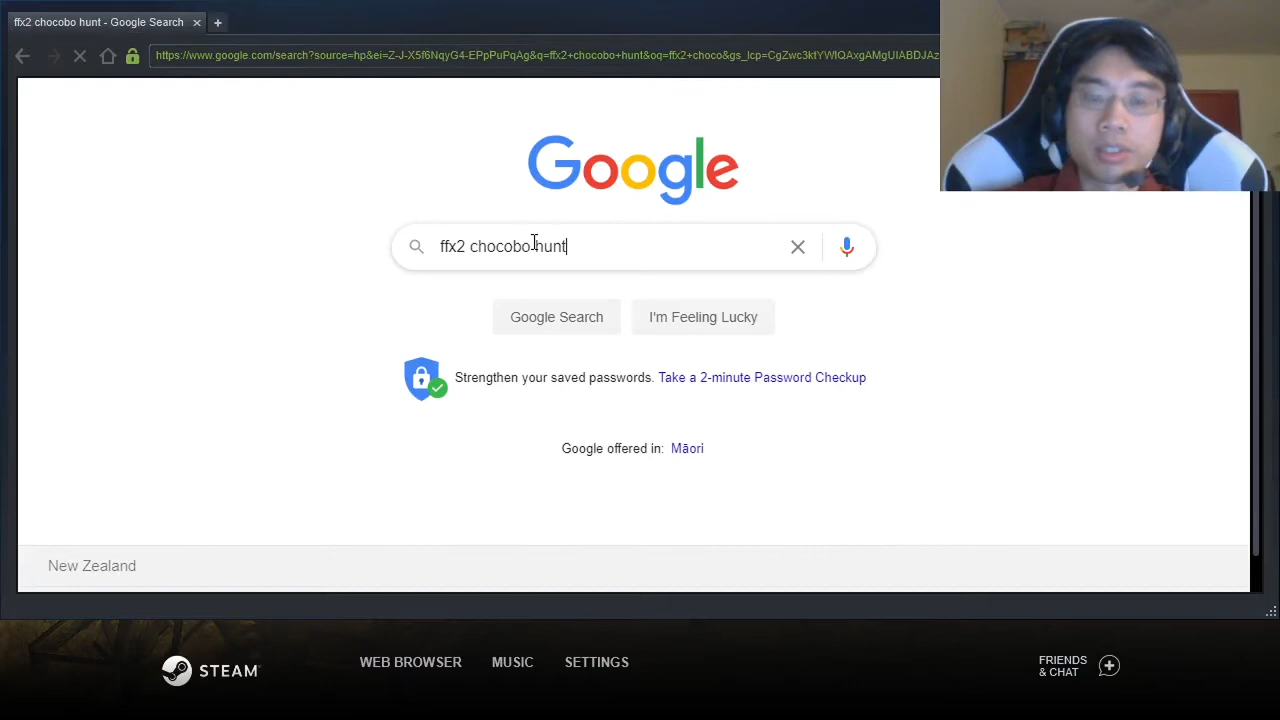 ffx2 chocobo hunt - Google Search
https://www.google.com/search?source=hp&ei=Z-J-X5f6NqyG4-EPpPuPqAg&q=ffx2+chocobo+hunt&oq=ffx2+choco&gs_lcp=CgZwc3ktYWIQAxgAMgUIABDJAz
Google
ffx2 chocobo hunt
Google Search
I'm Feeling Lucky
Strengthen your saved passwords. Take a 2-minute Password Checkup
Google offered in: Māori
New Zealand
STEAM
WEB BROWSER
MUSIC
SETTINGS
FRIENDS
& CHAT